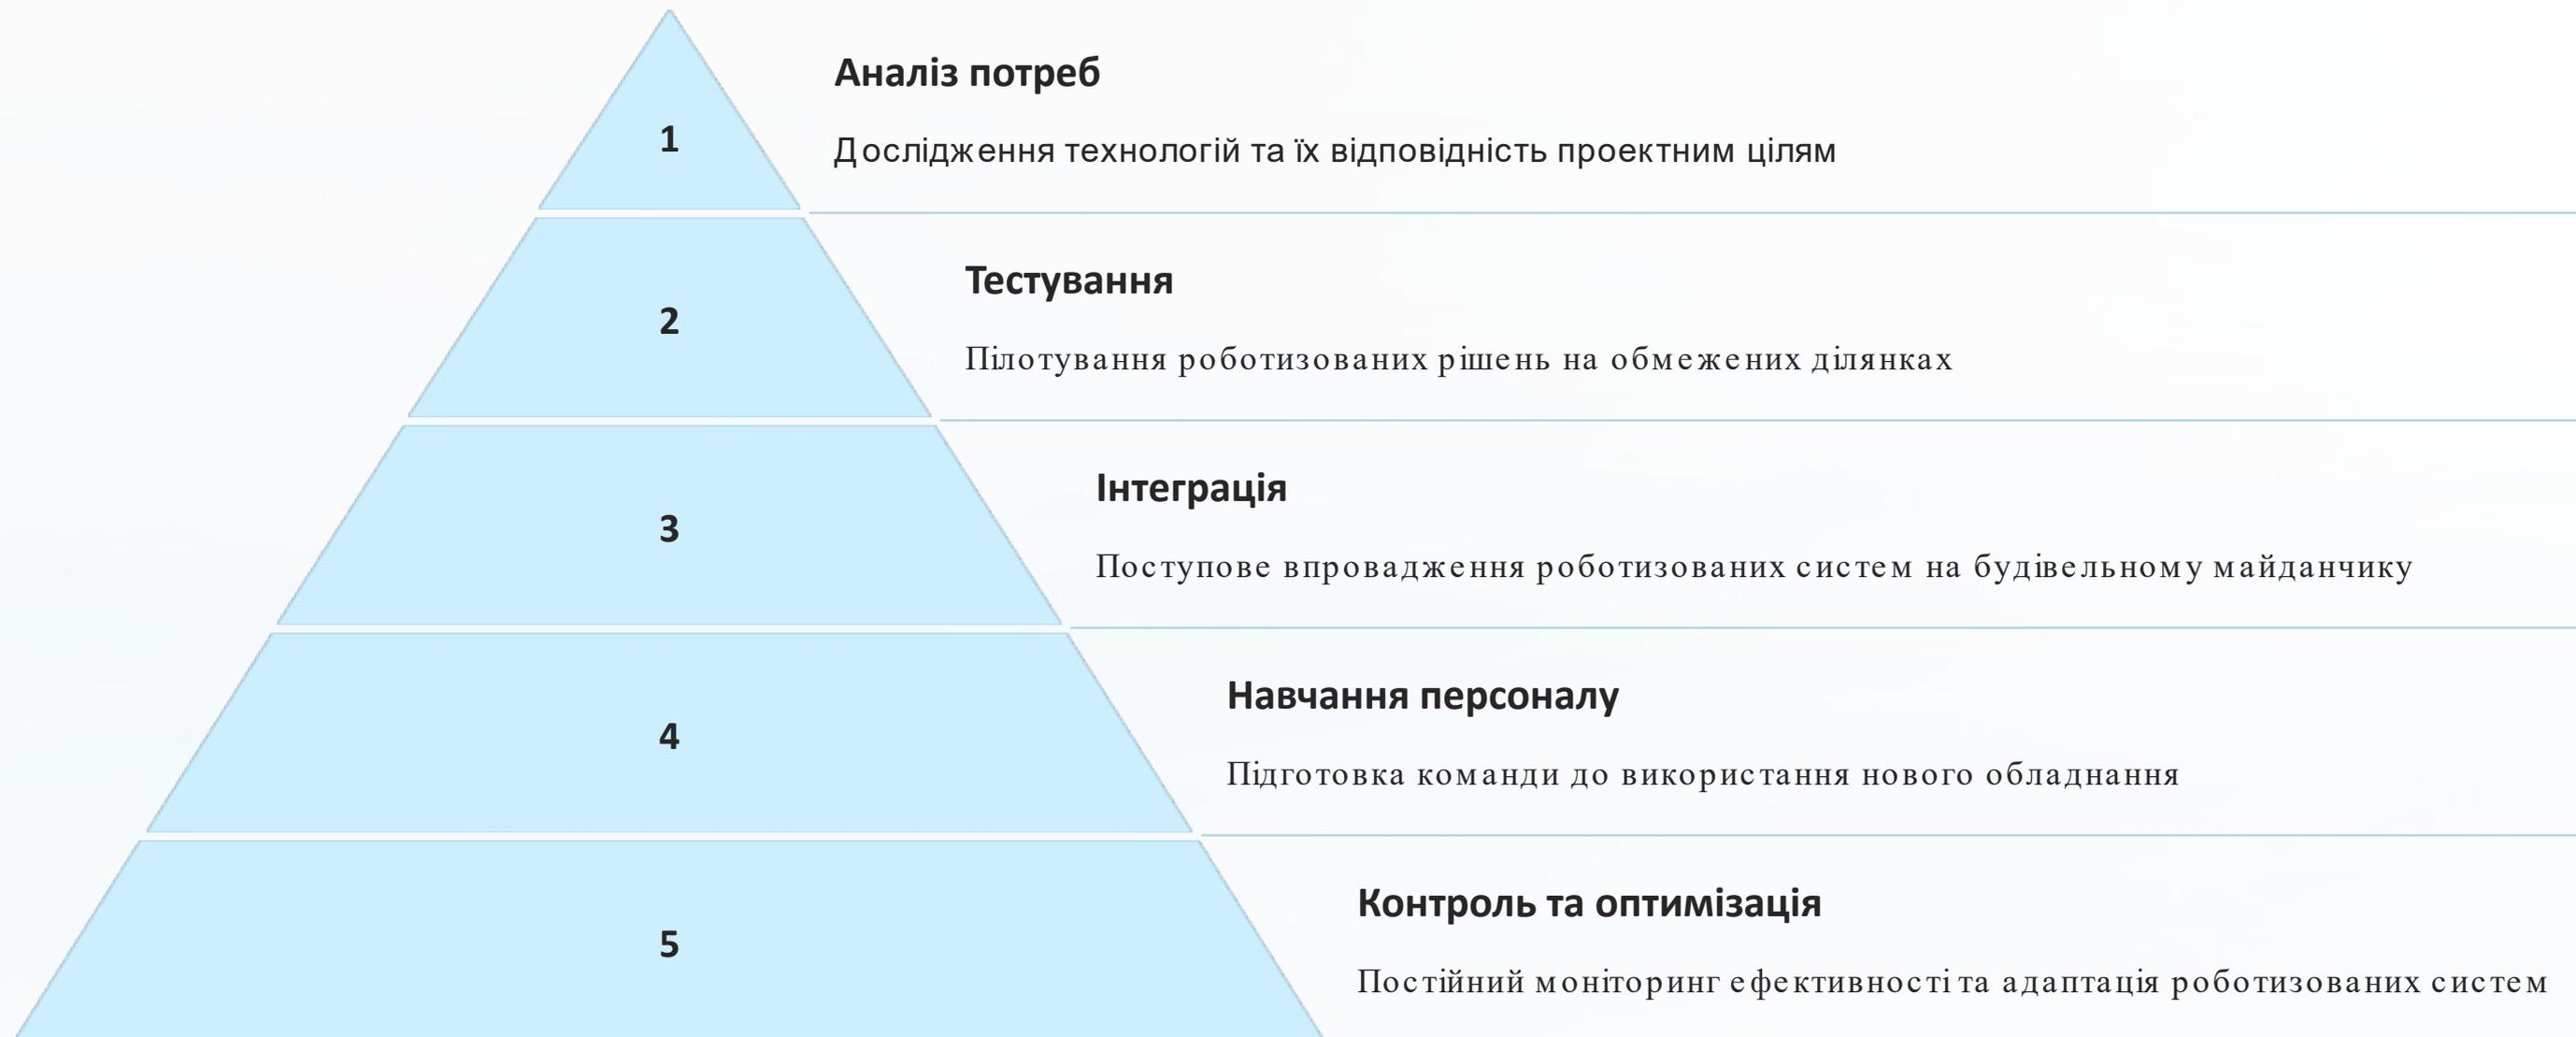 Аналіз потреб
1
Дослідження технологій та їх відповідність проектним цілям
Тестування
2
Пілотування роботизованих рішень на обмежених ділянках
Інтеграція
3
Поступове впровадження роботизованих систем на будівельному майданчику
Навчання персоналу
4
Підготовка команди до використання нового обладнання
Контроль та оптимізація
5
Постійний моніторинг ефективності та адаптація роботизованих систем